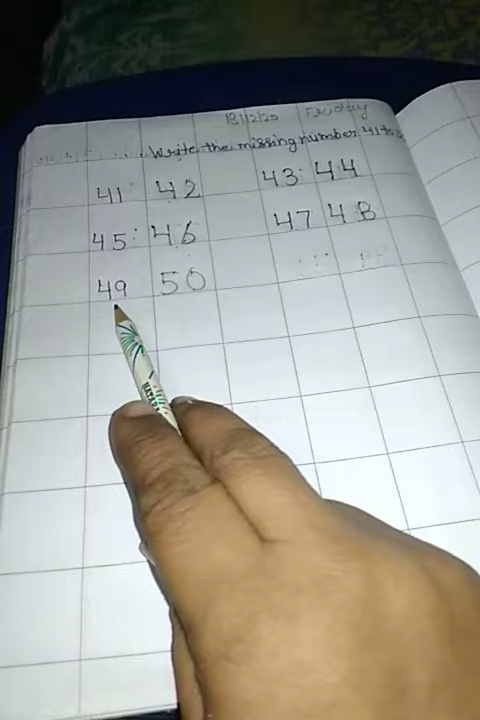 18/12/20 Friday
Write the missing number 41 to
41 42 43 44
45 46 47 48
49 50